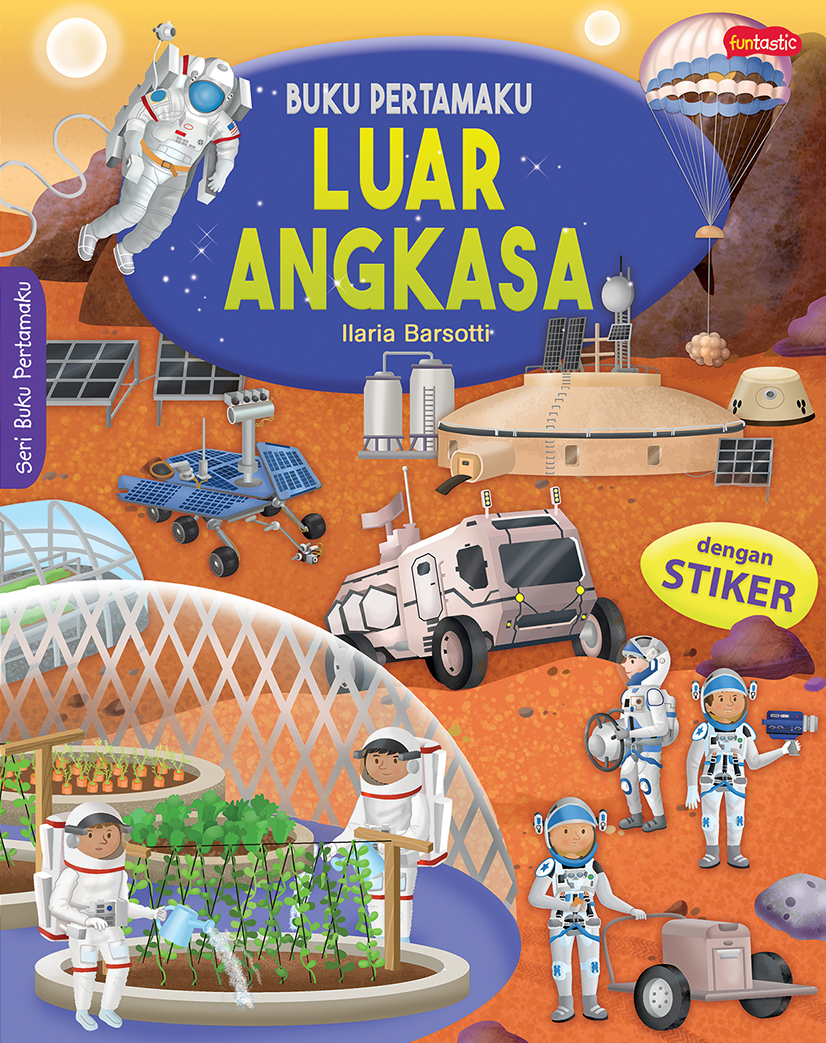 funtastic
BUKU PERTAMAKU
LUAR
ANGKASA
Ilaria Barsotti
Seri Buku Pertamaku
dengan
STIKER